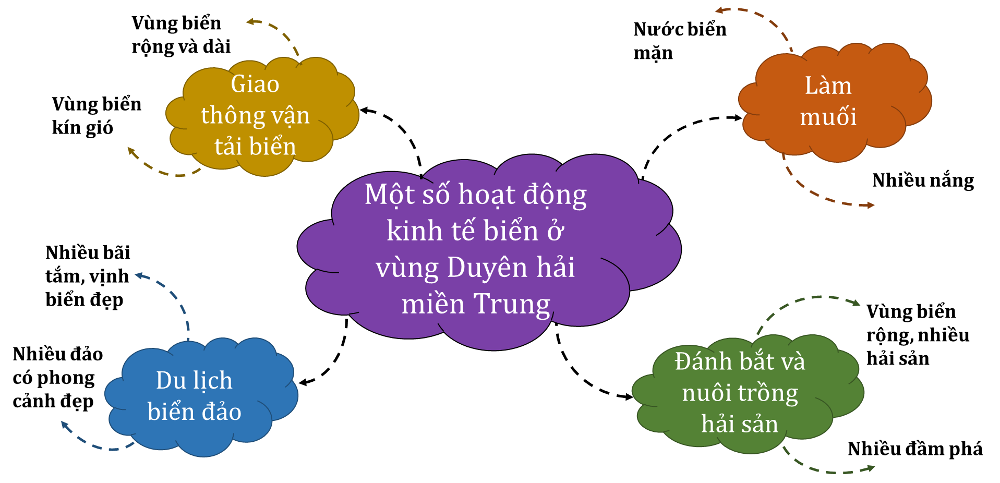 Một số hoạt động
kinh tế biển ở
vùng Duyên hải
miền Trung
Giao
thông vận
tải biển
Vùng biển
rộng và dài
Vùng biển
kín gió
Làm
muối
Nước biển
mặn
Nhiều nắng
Du lịch
biển đảo
Nhiều bãi
tắm, vịnh
biển đẹp
Nhiều đảo
có phong
cảnh đẹp
Đánh bắt và
nuôi trồng
hải sản
Vùng biển
rộng, nhiều
hải sản
Nhiều đầm phá